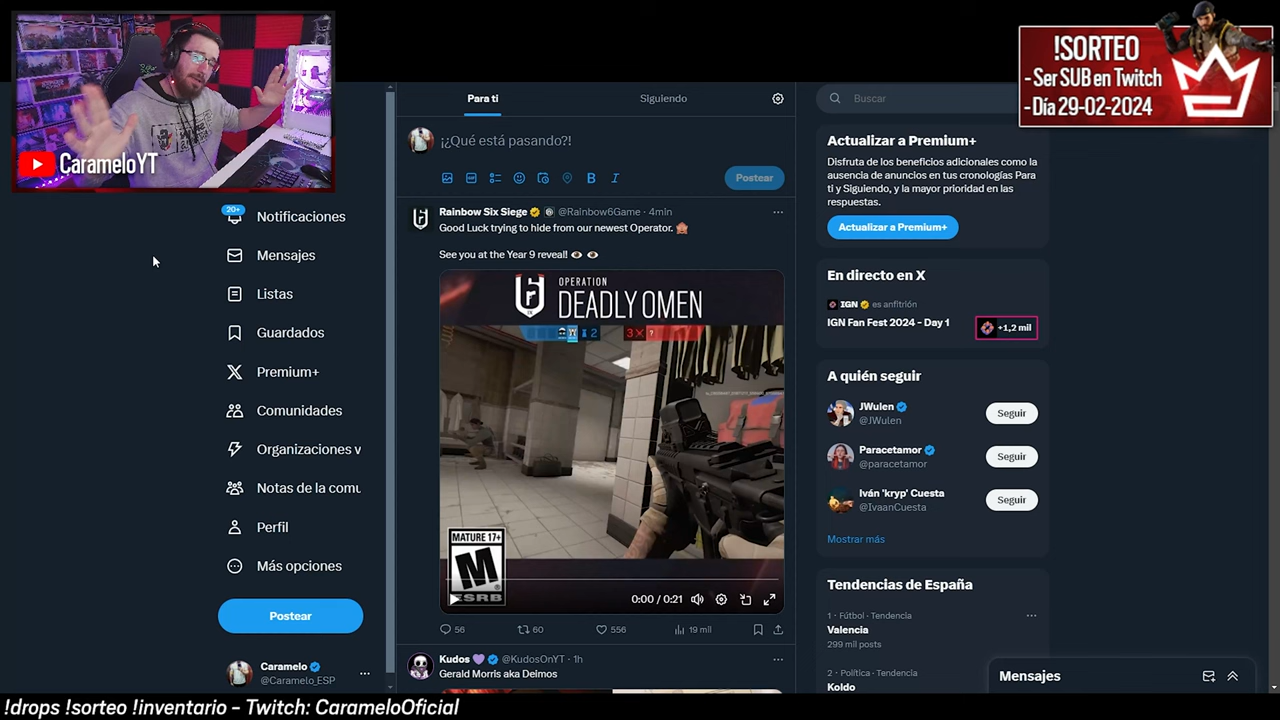 CarameloYT
!SORTEO
- Ser SUB en Twitch
- Día 29-02-2024
20+
Notificaciones
Mensajes
Listas
Guardados
Premium+
Comunidades
Organizaciones v
Notas de la comu
Perfil
Más opciones
Postear
Caramelo
@Caramelo_ESP
Para ti
Siguiendo
¡¿Qué está pasando?!
GIF
B
I
Postear
Rainbow Six Siege @Rainbow6Game · 4min
Good Luck trying to hide from our newest Operator.
See you at the Year 9 reveal!
OPERATION
DEADLY OMEN
2
3
?
MATURE 17+
M
ESRB
0:00 / 0:21
56
60
556
19 mil
Kudos @KudosOnYT · 1h
Gerald Morris aka Deimos
Buscar
Actualizar a Premium+
Disfruta de los beneficios adicionales como la
ausencia de anuncios en tus cronologías Para
ti y Siguiendo, y la mayor prioridad en las
respuestas.
Actualizar a Premium+
En directo en X
IGN es anfitrión
IGN Fan Fest 2024 - Day 1
+1,2 mil
A quién seguir
JWulen
@JWulen
Seguir
Paracetamor
@paracetamor
Seguir
Iván 'kryp' Cuesta
@IvaanCuesta
Seguir
Mostrar más
Tendencias de España
1 · Fútbol · Tendencia
Valencia
299 mil posts
2 · Política · Tendencia
Koldo
Mensajes
!drops !sorteo !inventario - Twitch: CarameloOficial